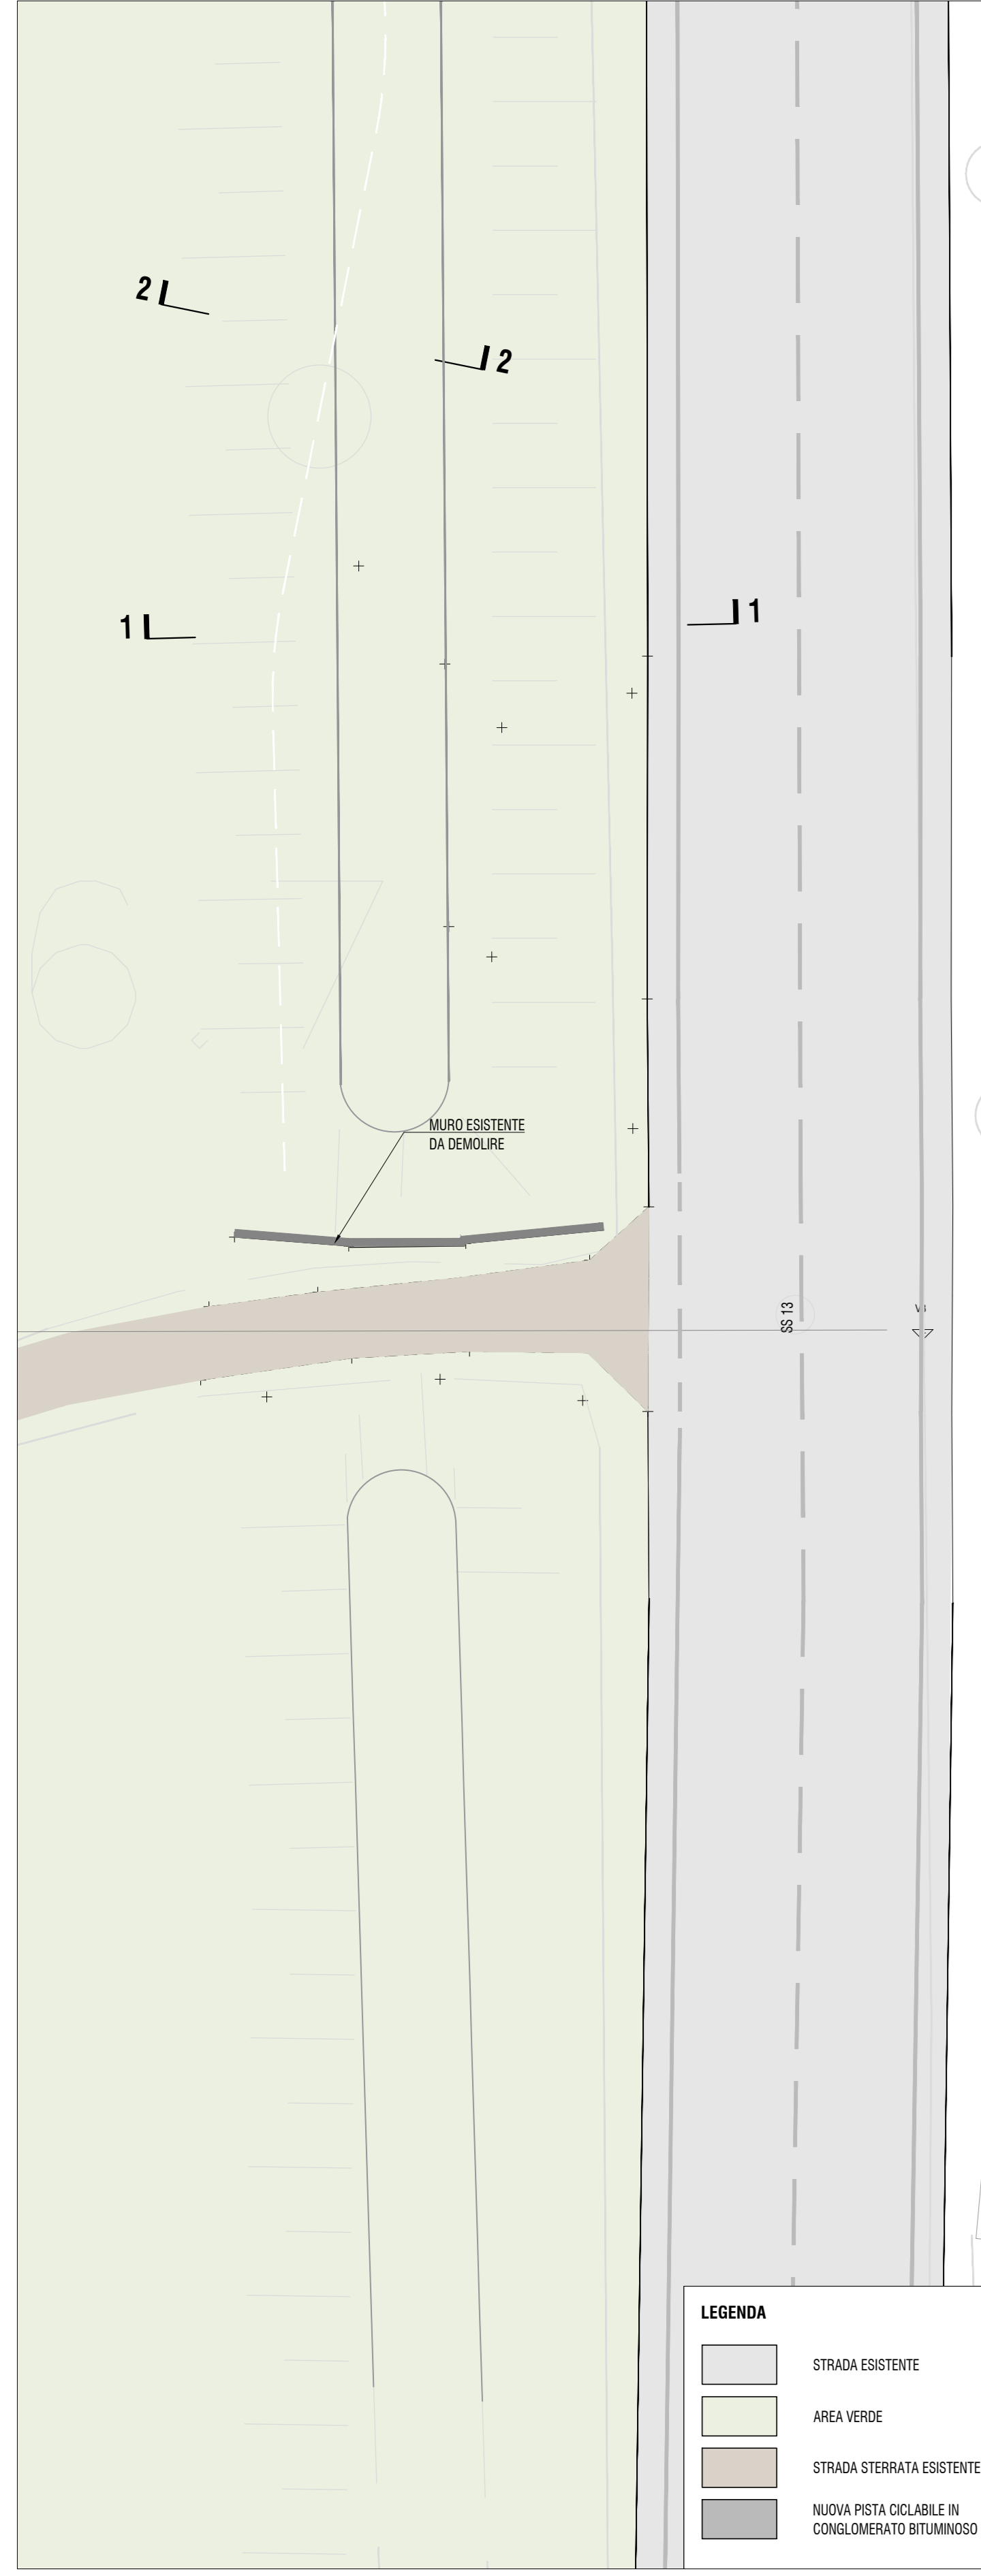 2
2
1
1
MURO ESISTENTE
DA DEMOLIRE
SS 13
V3
LEGENDA
STRADA ESISTENTE
AREA VERDE
STRADA STERRATA ESISTENTE
NUOVA PISTA CICLABILE IN
CONGLOMERATO BITUMINOSO